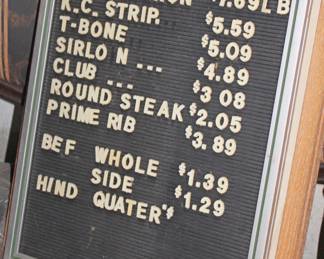 LB
K.C. STRIP. $5.59
T-BONE $5.09
SIRLO N ... $4.89
CLUB ... $3 08
ROUND STEAK $2.05
PRIME RIB $3.89
BEF WHOLE $1.39
SIDE $1.29
HIND QUATER